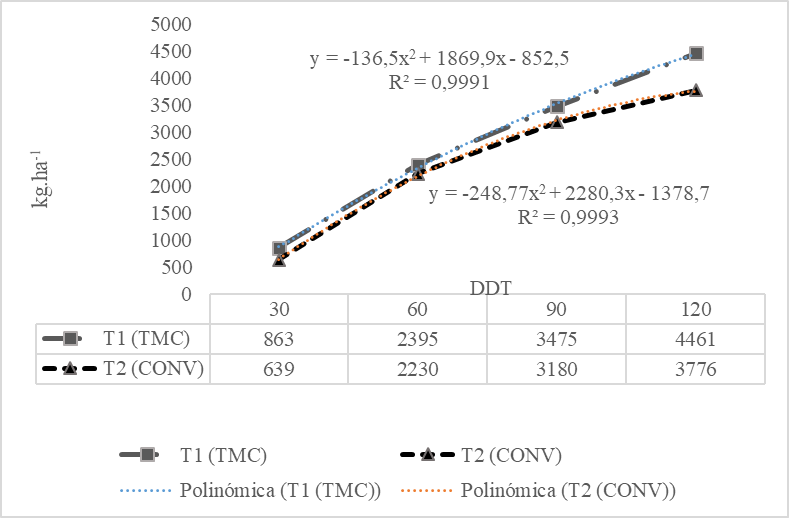 5000
4500
4000
3500
3000
2500
2000
1500
1000
500
0
kg.ha⁻¹
y = -136,5x² + 1869,9x - 852,5
R² = 0,9991
y = -248,77x² + 2280,3x - 1378,7
R² = 0,9993
DDT
30 60 90 120
T1 (TMC) 863 2395 3475 4461
T2 (CONV) 639 2230 3180 3776
T1 (TMC) T2 (CONV)
Polinómica (T1 (TMC)) Polinómica (T2 (CONV))